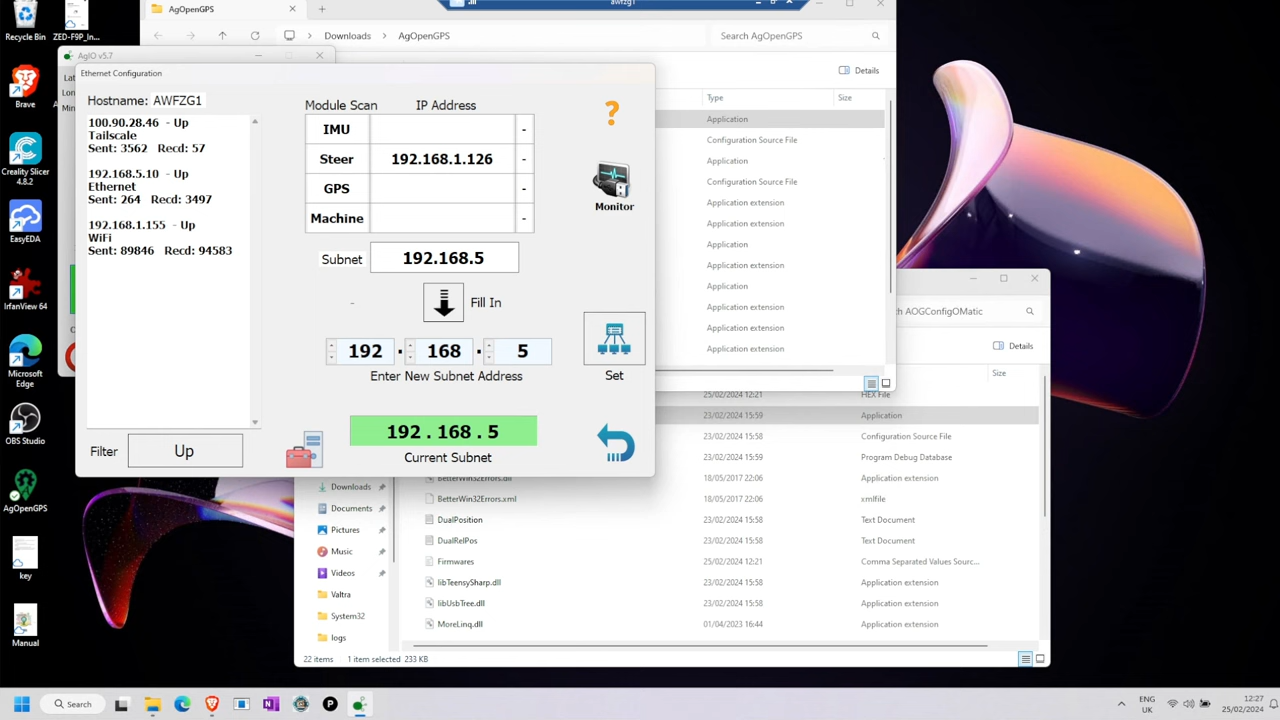 Recycle Bin
ZED-F9P_In...
Brave
Creality Slicer 4.8.2
EasyEDA
IrfanView 64
Microsoft Edge
OBS Studio
AgOpenGPS
key
Manual
AgOpenGPS
awfzg1
Downloads
AgOpenGPS
Search AgOpenGPS
Details
Type
Size
Application
Configuration Source File
Application
Configuration Source File
Application extension
Application extension
Application
Application extension
Application
Application extension
Application extension
Application extension
AgIO v5.7
Ethernet Configuration
Hostname: AWFZG1
100.90.28.46 - Up
Tailscale
Sent: 3562 Recd: 57
192.168.5.10 - Up
Ethernet
Sent: 264 Recd: 3497
192.168.1.155 - Up
WiFi
Sent: 89846 Recd: 94583
Filter
Up
Module Scan IP Address
IMU -
Steer 192.168.1.126 -
GPS -
Machine -
Subnet 192.168.5
- Fill In
192 . 168 . 5
Enter New Subnet Address
192 . 168 . 5
Current Subnet
?
Monitor
Set
AOGConfigOMatic
Details
Size
25/02/2024 12:21 HEX File
23/02/2024 15:59 Application
23/02/2024 15:58 Configuration Source File
23/02/2024 15:58 Program Debug Database
BetterWin32Errors.dll 18/05/2017 22:06 Application extension
BetterWin32Errors.xml 18/05/2017 22:06 xmlfile
DualPosition 23/02/2024 15:58 Text Document
DualRelPos 23/02/2024 15:58 Text Document
Firmwares 25/02/2024 12:21 Comma Separated Values Sourc...
libTeensySharp.dll 23/02/2024 15:58 Application extension
libUsbTree.dll 23/02/2024 15:58 Application extension
MoreLinq.dll 01/04/2023 16:44 Application extension
Downloads
Documents
Pictures
Music
Videos
Valtra
System32
logs
22 items 1 item selected 233 KB
Search
ENG
UK
12:27
25/02/2024